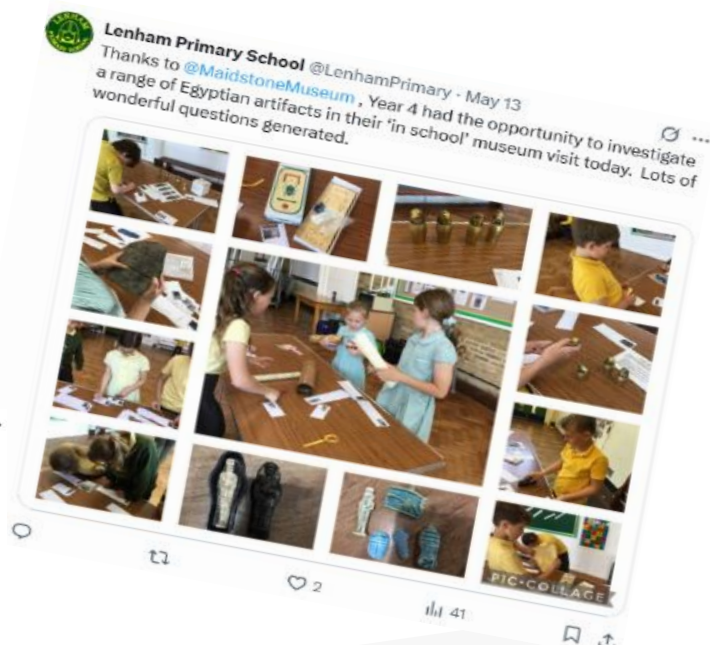 Lenham Primary School @LenhamPrimary · May 13
Thanks to @MaidstoneMuseum , Year 4 had the opportunity to investigate
a range of Egyptian artifacts in their 'in school' museum visit today. Lots of
wonderful questions generated.
LENHAM
PIC•COLLAGE
2
41